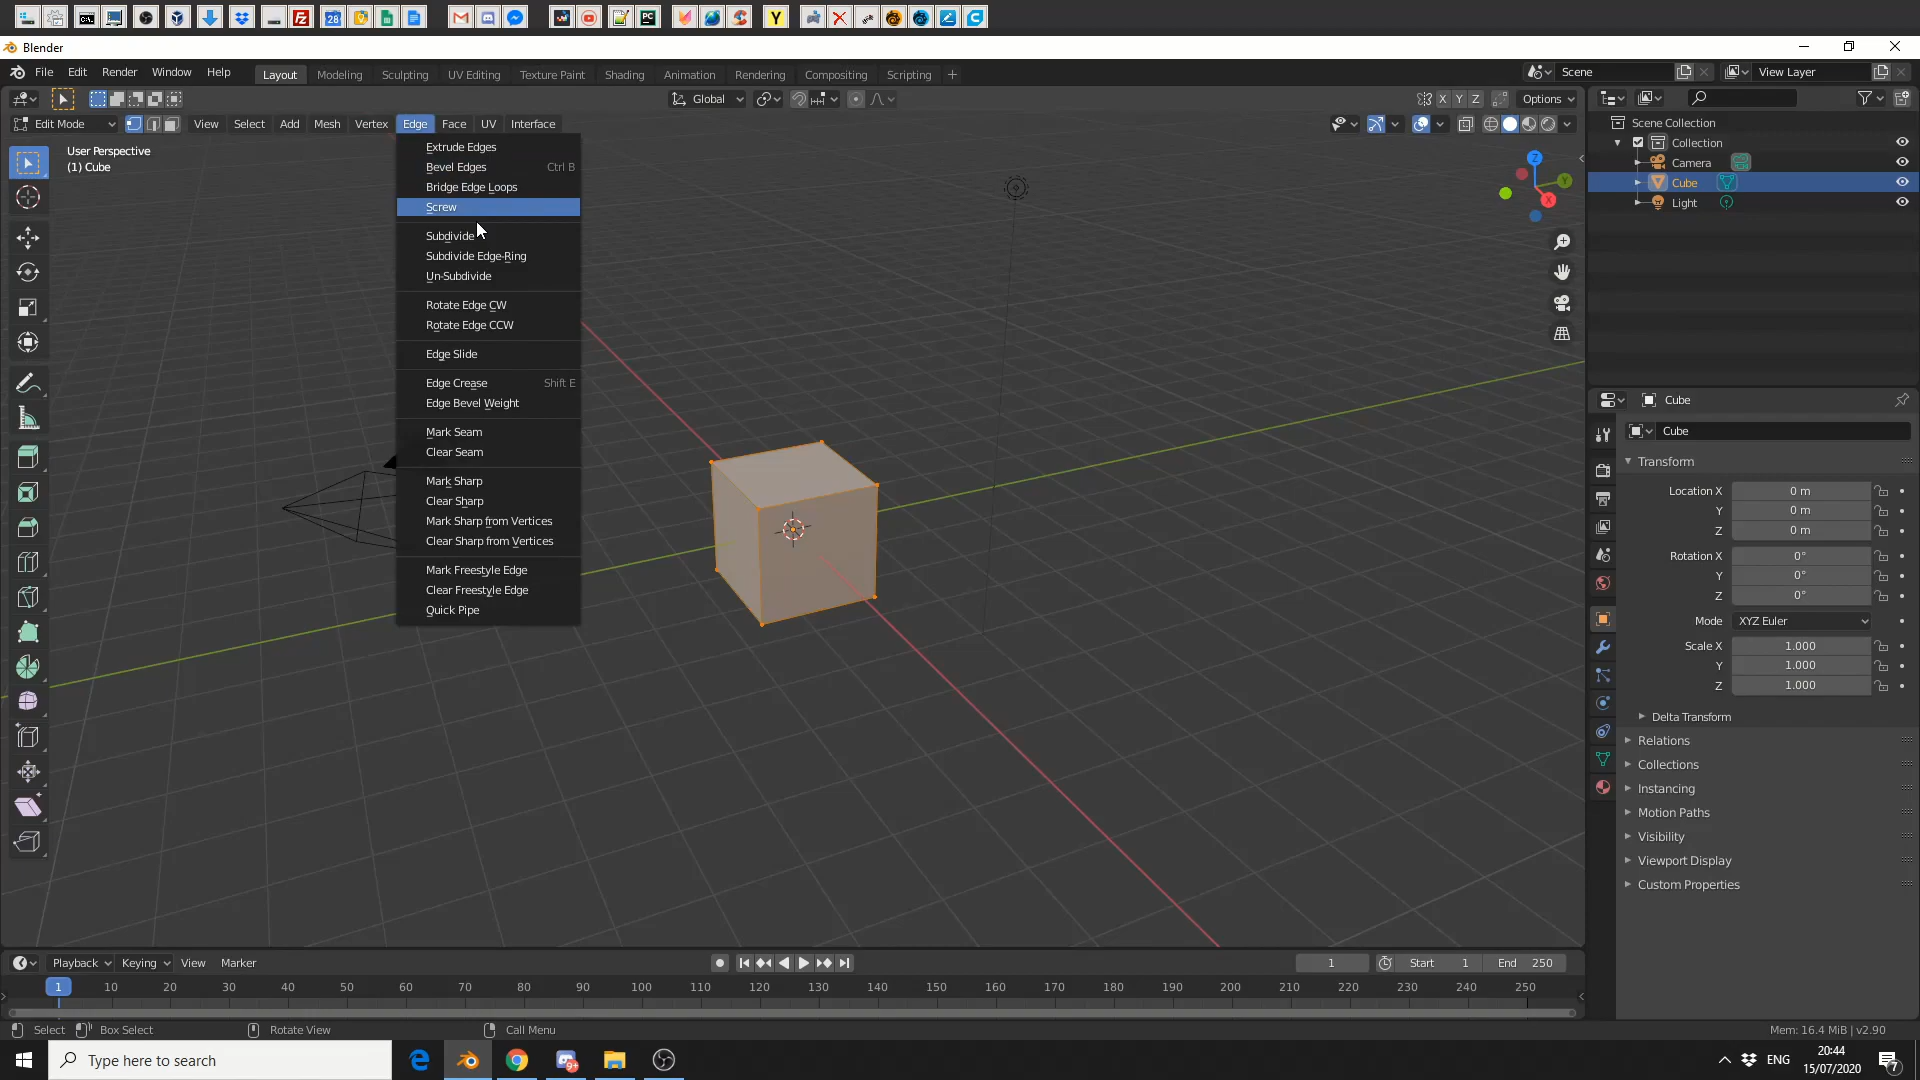 28
Y
Blender
File Edit Render Window Help Layout Modeling Sculpting UV Editing Texture Paint Shading Animation Rendering Compositing Scripting + Scene View Layer
Global X Y Z Options
Edit Mode View Select Add Mesh Vertex Edge Face UV Interface
User Perspective
(1) Cube
Extrude Edges
Bevel Edges Ctrl B
Bridge Edge Loops
Screw
Subdivide
Subdivide Edge-Ring
Un-Subdivide
Rotate Edge CW
Rotate Edge CCW
Edge Slide
Edge Crease Shift E
Edge Bevel Weight
Mark Seam
Clear Seam
Mark Sharp
Clear Sharp
Mark Sharp from Vertices
Clear Sharp from Vertices
Mark Freestyle Edge
Clear Freestyle Edge
Quick Pipe
Z
Y
X
Scene Collection
Collection
Camera
Cube
Light
Cube
Cube
Transform
Location X 0 m
Y 0 m
Z 0 m
Rotation X 0°
Y 0°
Z 0°
Mode XYZ Euler
Scale X 1.000
Y 1.000
Z 1.000
Delta Transform
Relations
Collections
Instancing
Motion Paths
Visibility
Viewport Display
Custom Properties
Playback Keying View Marker 1 Start 1 End 250
1 10 20 30 40 50 60 70 80 90 100 110 120 130 140 150 160 170 180 190 200 210 220 230 240 250
Select Box Select Rotate View Call Menu Mem: 16.4 MiB | v2.90
Type here to search 9+ ENG 20:44
15/07/2020 7